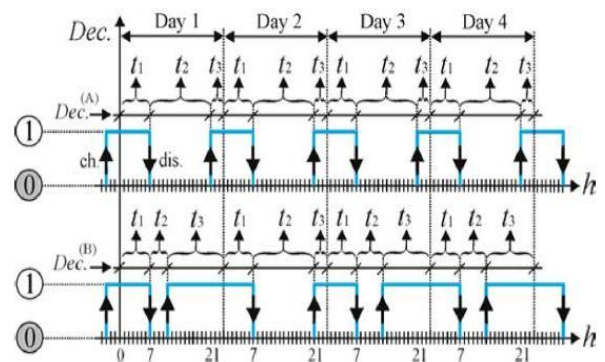 Dec. Day 1 Day 2 Day 3 Day 4
t1 t2 t3 t1 t2 t3 t1 t2 t3 t1 t2 t3
Dec.(A)
1
ch. dis.
0 h
t1 t2 t3 t1 t2 t3 t1 t2 t3 t1 t2 t3
Dec.(B)
1
0 h
0 7 21 7 21 7 21 7 21